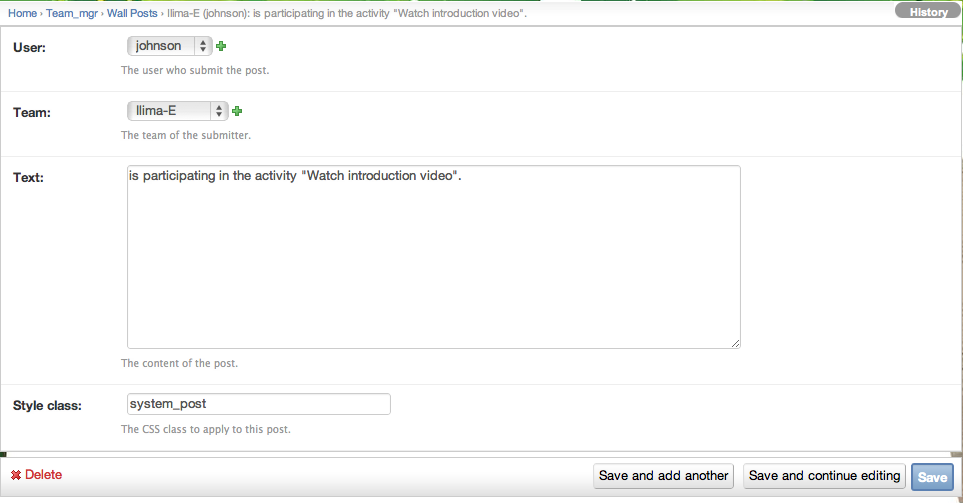 Home › Team_mgr › Wall Posts › Ilima-E (johnson): is participating in the activity "Watch introduction video".
History
User: johnson
The user who submit the post.
Team: Ilima-E
The team of the submitter.
Text: is participating in the activity "Watch introduction video".
The content of the post.
Style class: system_post
The CSS class to apply to this post.
Delete Save and add another Save and continue editing Save